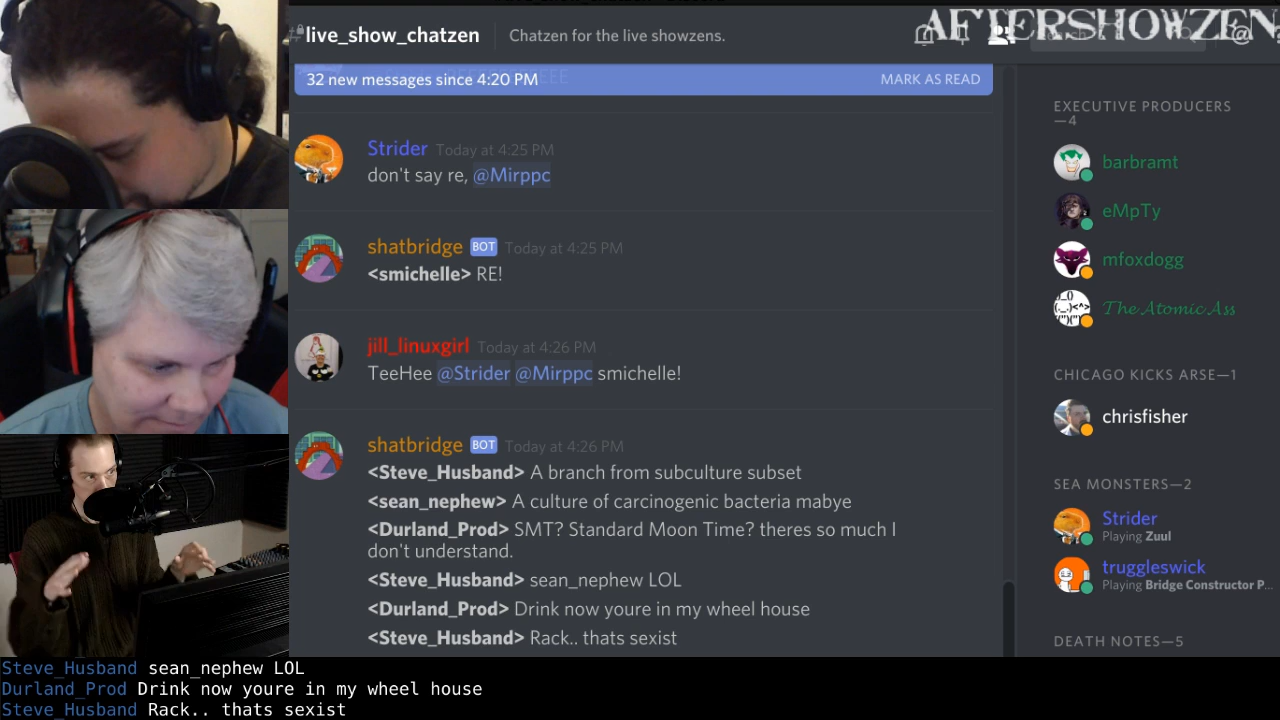 AFTERSHOWZEN
live_show_chatzen
Chatzen for the live showzens.
32 new messages since 4:20 PM
MARK AS READ
Strider Today at 4:25 PM
don't say re, @Mirppc
shatbridge BOT Today at 4:25 PM
<smichelle> RE!
jill_linuxgirl Today at 4:26 PM
TeeHee @Strider @Mirppc smichelle!
shatbridge BOT Today at 4:26 PM
<Steve_Husband> A branch from subculture subset
<sean_nephew> A culture of carcinogenic bacteria mabye
<Durland_Prod> SMT? Standard Moon Time? theres so much I
don't understand.
<Steve_Husband> sean_nephew LOL
<Durland_Prod> Drink now youre in my wheel house
<Steve_Husband> Rack.. thats sexist
EXECUTIVE PRODUCERS
—4
barbramt
eMpTy
mfoxdogg
The Atomic Ass
CHICAGO KICKS ARSE—1
chrisfisher
SEA MONSTERS—2
Strider
Playing Zuul
truggleswick
Playing Bridge Constructor P...
DEATH NOTES—5
Steve_Husband sean_nephew LOL
Durland_Prod Drink now youre in my wheel house
Steve_Husband Rack.. thats sexist